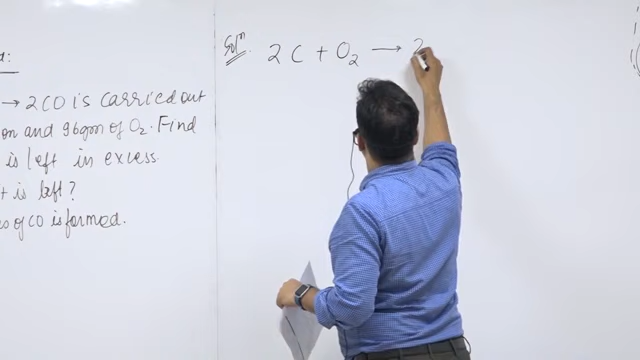 d:
→ 2CO is carried out
on and 96gm of O₂. Find
is left in excess
t is left?
s of CO is formed.
Solⁿ.
2 C + O₂ → 2